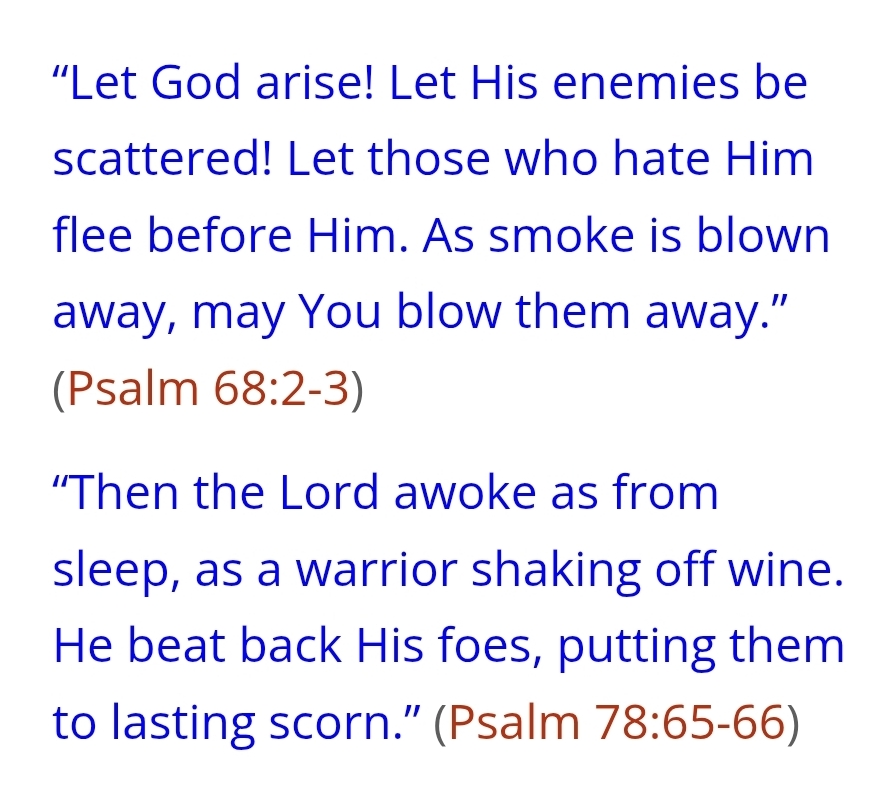 “Let God arise! Let His enemies be
scattered! Let those who hate Him
flee before Him. As smoke is blown
away, may You blow them away.”
(Psalm 68:2-3)
“Then the Lord awoke as from
sleep, as a warrior shaking off wine.
He beat back His foes, putting them
to lasting scorn.” (Psalm 78:65-66)